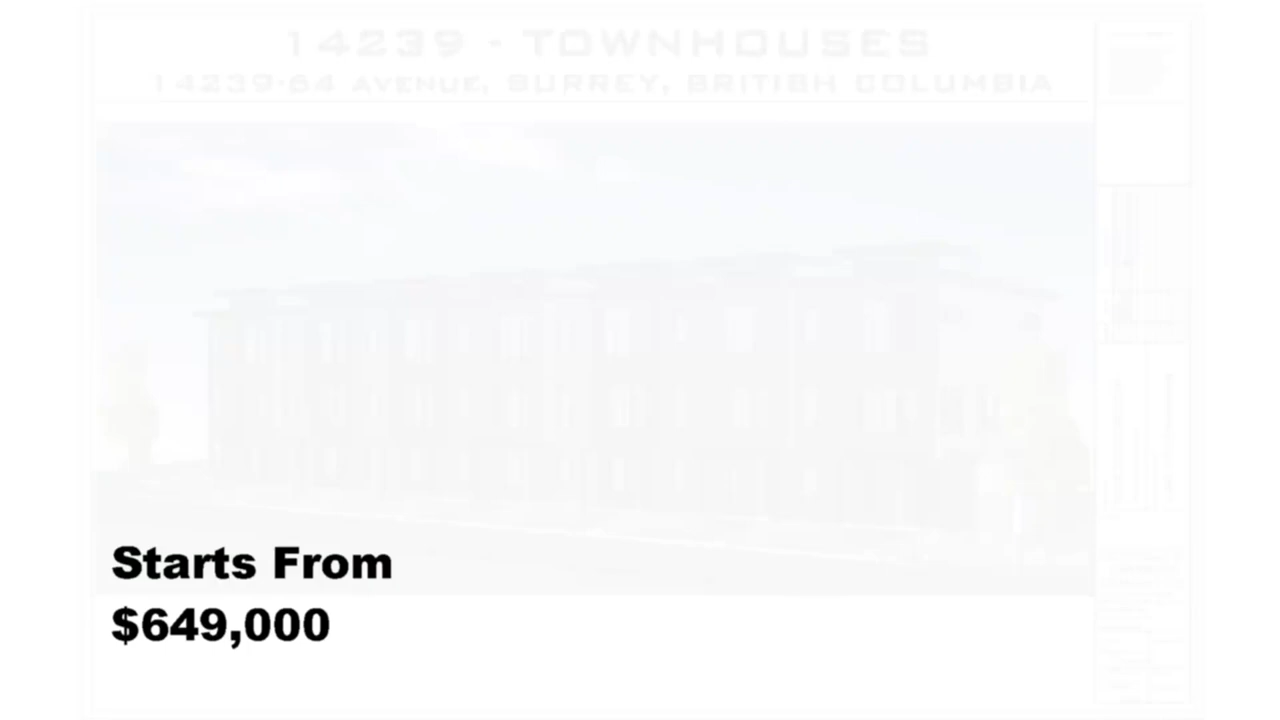 14239 - TOWNHOUSES
14239-64 AVENUE, SURREY, BRITISH COLUMBIA
Starts From
$649,000